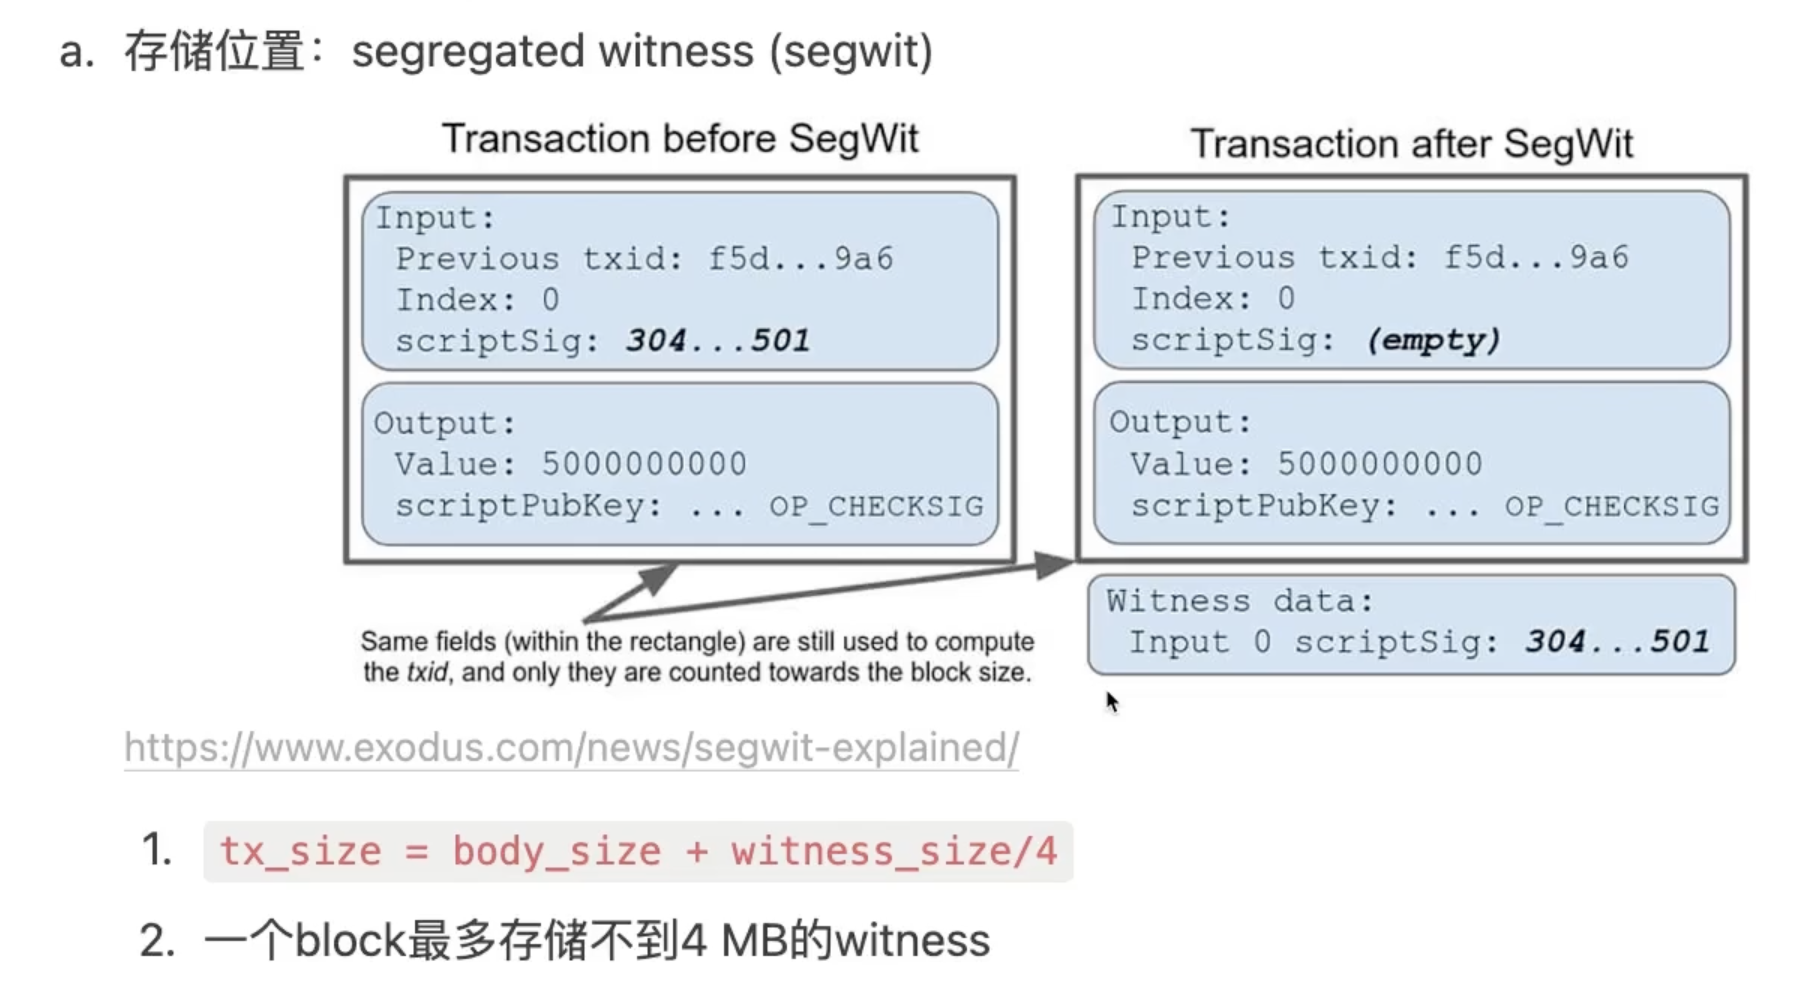 a. 存储位置：segregated witness (segwit)
Transaction before SegWit
Input:
Previous txid: f5d...9a6
Index: 0
scriptSig: 304...501
Output:
Value: 5000000000
scriptPubKey: ... OP_CHECKSIG
Same fields (within the rectangle) are still used to compute
the txid, and only they are counted towards the block size.
Transaction after SegWit
Input:
Previous txid: f5d...9a6
Index: 0
scriptSig: (empty)
Output:
Value: 5000000000
scriptPubKey: ... OP_CHECKSIG
Witness data:
Input 0 scriptSig: 304...501
https://www.exodus.com/news/segwit-explained/
1. tx_size = body_size + witness_size/4
2. 一个block最多存储不到4 MB的witness